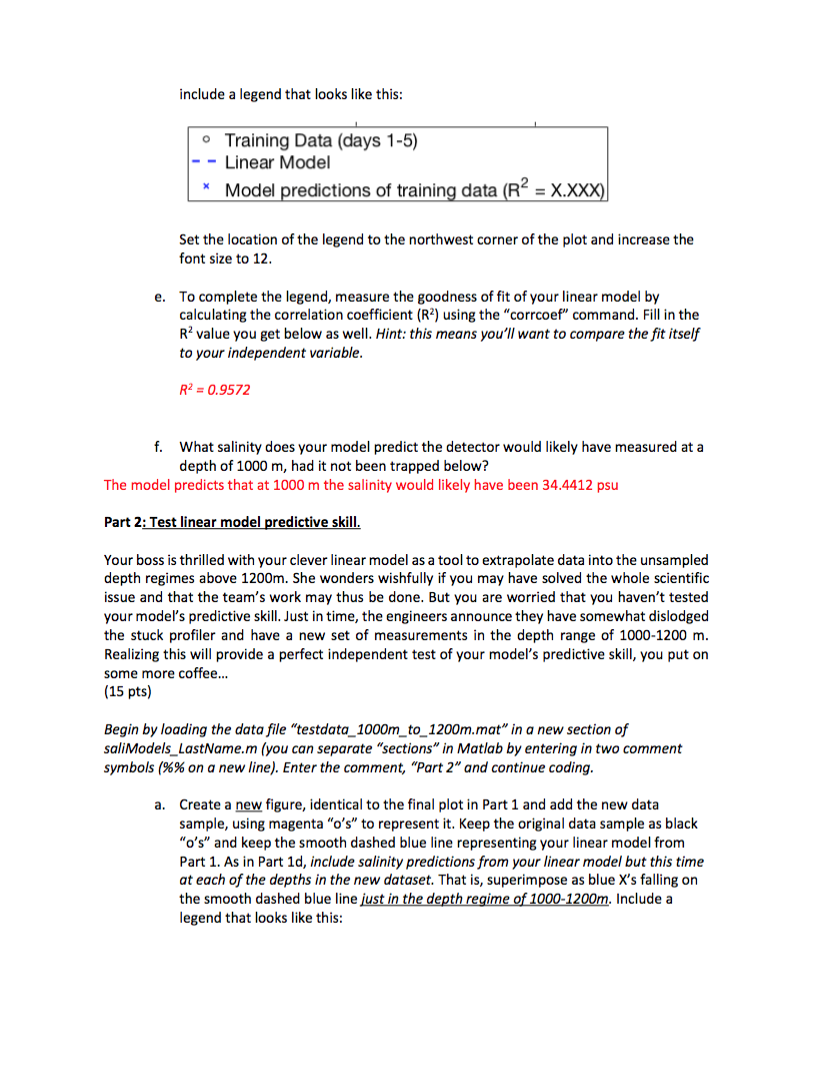 include a legend that looks like this:
Training Data (days 1-5)
Linear Model
Model predictions of training data (R² = X.XXX)
Set the location of the legend to the northwest corner of the plot and increase the
font size to 12.
e. To complete the legend, measure the goodness of fit of your linear model by
calculating the correlation coefficient (R²) using the “corrcoef” command. Fill in the
R² value you get below as well. Hint: this means you’ll want to compare the fit itself
to your independent variable.
R² = 0.9572
f. What salinity does your model predict the detector would likely have measured at a
depth of 1000 m, had it not been trapped below?
The model predicts that at 1000 m the salinity would likely have been 34.4412 psu
Part 2: Test linear model predictive skill.
Your boss is thrilled with your clever linear model as a tool to extrapolate data into the unsampled
depth regimes above 1200m. She wonders wishfully if you may have solved the whole scientific
issue and that the team’s work may thus be done. But you are worried that you haven’t tested
your model’s predictive skill. Just in time, the engineers announce they have somewhat dislodged
the stuck profiler and have a new set of measurements in the depth range of 1000-1200 m.
Realizing this will provide a perfect independent test of your model’s predictive skill, you put on
some more coffee…
(15 pts)
Begin by loading the data file “testdata_1000m_to_1200m.mat” in a new section of
saliModels_LastName.m (you can separate “sections” in Matlab by entering in two comment
symbols (%% on a new line). Enter the comment, “Part 2” and continue coding.
a. Create a new figure, identical to the final plot in Part 1 and add the new data
sample, using magenta “o’s” to represent it. Keep the original data sample as black
“o’s” and keep the smooth dashed blue line representing your linear model from
Part 1. As in Part 1d, include salinity predictions from your linear model but this time
at each of the depths in the new dataset. That is, superimpose as blue X’s falling on
the smooth dashed blue line just in the depth regime of 1000-1200m. Include a
legend that looks like this: